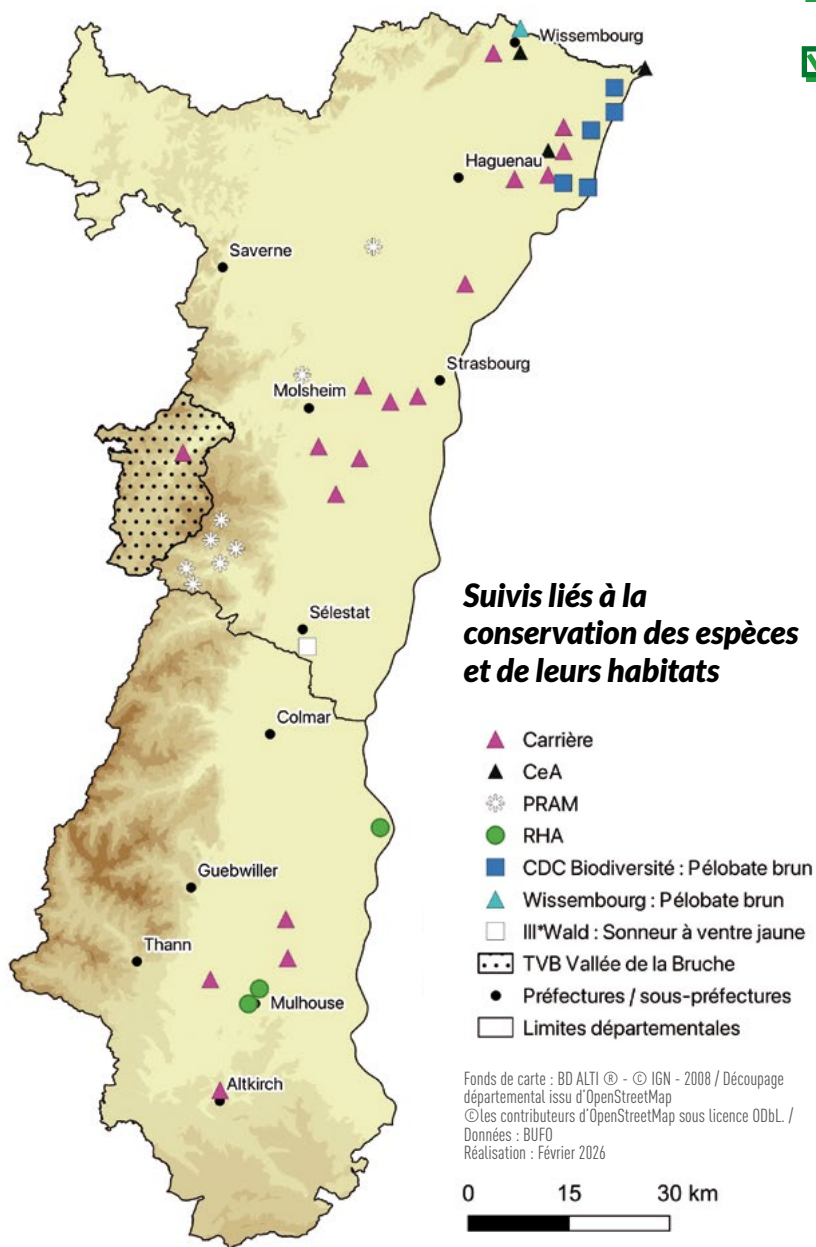 Wissembourg
Haguenau
Saverne
Strasbourg
Molsheim
Sélestat
Colmar
Guebwiller
Thann
Mulhouse
Altkirch
Suivis liés à la
conservation des espèces
et de leurs habitats
Carrière
CeA
PRAM
RHA
CDC Biodiversité : Pélobate brun
Wissembourg : Pélobate brun
Ill*Wald : Sonneur à ventre jaune
TVB Vallée de la Bruche
Préfectures / sous-préfectures
Limites départementales
Fonds de carte : BD ALTI ® - © IGN - 2008 / Découpage
départemental issu d'OpenStreetMap
©les contributeurs d'OpenStreetMap sous licence ODbL. /
Données : BUFO
Réalisation : Février 2026
0 15 30 km